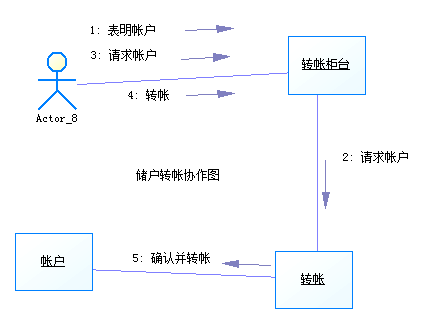 1: 表明帐户
3: 请求帐户
转帐柜台
4: 转帐
Actor_8
2: 请求帐户
储户转帐协作图
帐户
5: 确认并转帐
转帐